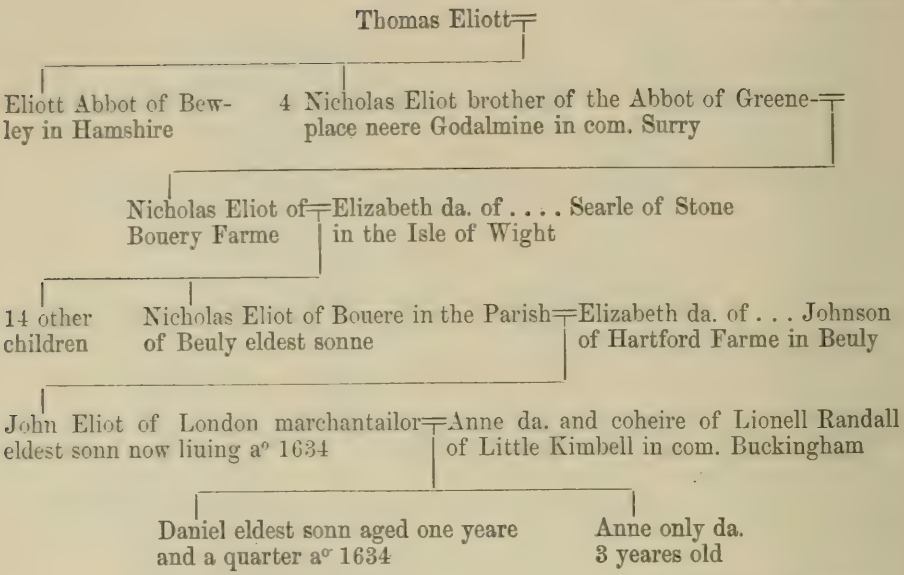 Thomas Eliott
Eliott Abbot of Bew-
ley in Hamshire
4 Nicholas Eliot brother of the Abbot of Greene-
place neere Godalmine in com. Surry
Nicholas Eliot of
Bouery Farme
Elizabeth da. of . . . . Searle of Stone
in the Isle of Wight
14 other
children
Nicholas Eliot of Bouere in the Parish
of Beuly eldest sonne
Elizabeth da. of . . . Johnson
of Hartford Farme in Beuly
John Eliot of London marchantailor
eldest sonn now liuing aº 1634
Anne da. and coheire of Lionell Randall
of Little Kimbell in com. Buckingham
Daniel eldest sonn aged one yeare
and a quarter aº 1634
Anne only da.
3 yeares old